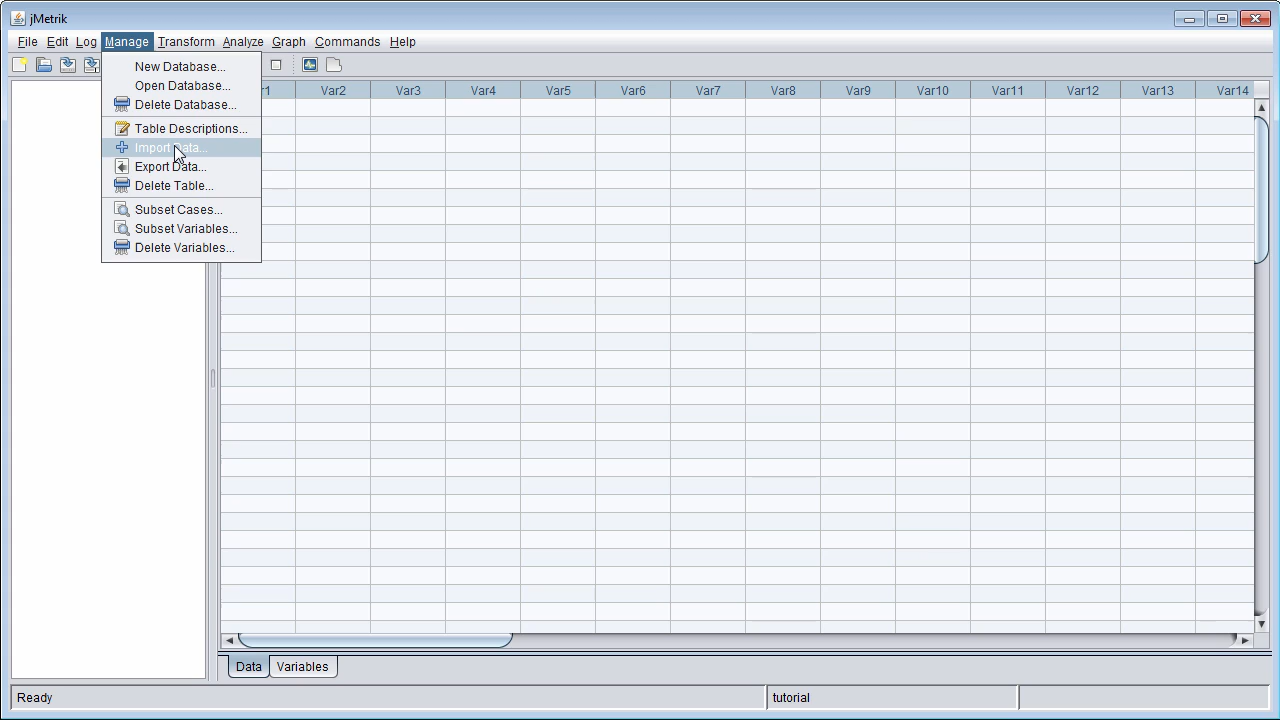 jMetrik
File Edit Log Manage Transform Analyze Graph Commands Help
New Database...
Open Database...
Delete Database...
Table Descriptions...
Import Data...
Export Data...
Delete Table...
Subset Cases...
Subset Variables...
Delete Variables...
r1 Var2 Var3 Var4 Var5 Var6 Var7 Var8 Var9 Var10 Var11 Var12 Var13 Var14
Data Variables
Ready tutorial